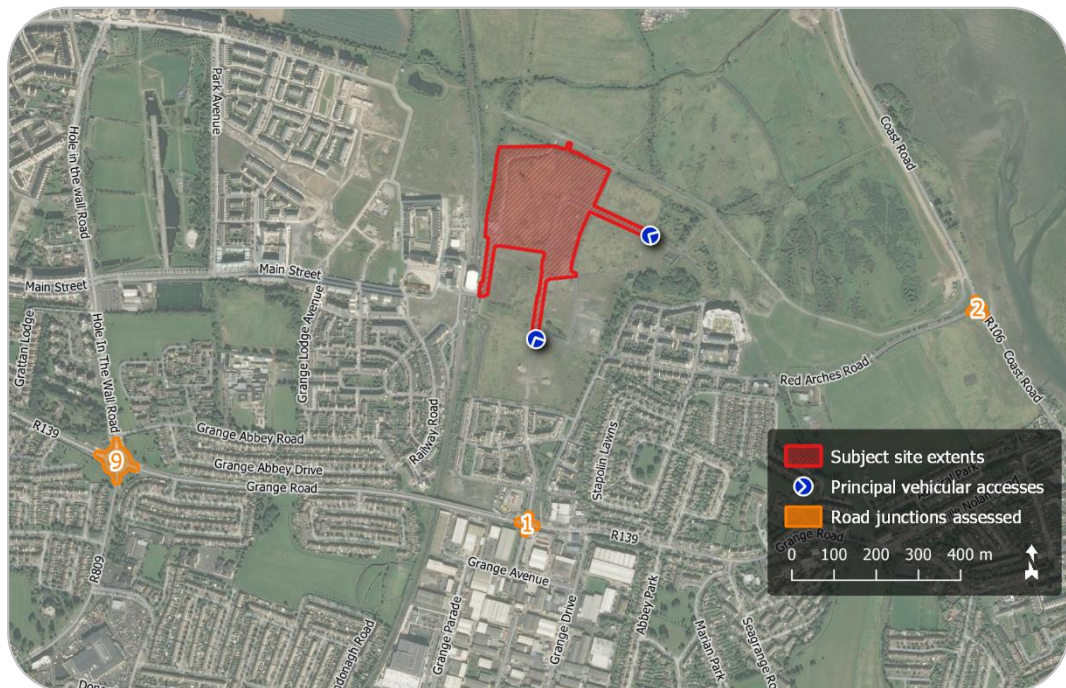 Park Avenue
Hole in the wall Road
Coast Road
Main Street
Main Street
2
R106
Coast Road
Grattan Lodge
Hole In The Wall Road
Grange Lodge Avenue
Red Arches Road
Railway Road
Stapolin Lawns
R139
9
Grange Abbey Road
Grange Abbey Drive
Grange Road
1
R139
Grange Road
R809
Grange Avenue
Grange Parade
Grange Drive
Abbey Park
Marian Park
Seagrange Ro
ndonagh Road
Subject site extents
Principal vehicular accesses
Road junctions assessed
0 100 200 300 400 m